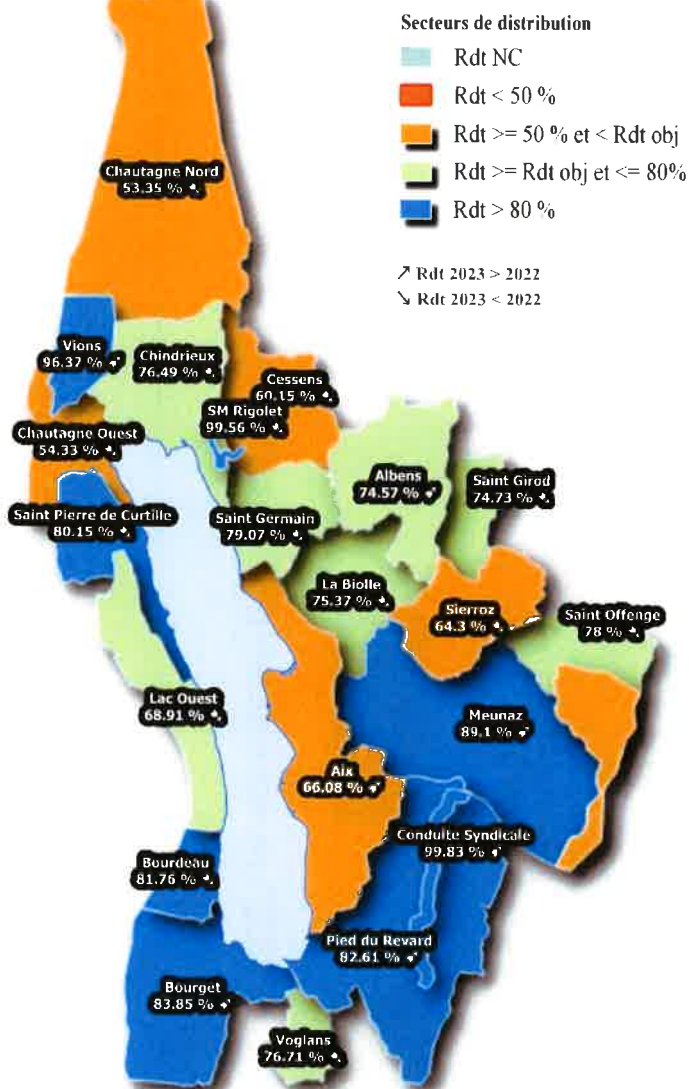 Secteurs de distribution
Rdt NC
Rdt < 50 %
Rdt >= 50 % et < Rdt obj
Rdt >= Rdt obj et <= 80%
Rdt > 80 %
↗ Rdt 2023 > 2022
↘ Rdt 2023 < 2022
Chautagne Nord
53.35 % ↘
Vions
96.37 % ↗
Chindrieux
76.49 % ↘
Cessens
60.15 % ↘
SM Rigolet
99.56 % ↘
Chautagne Ouest
54.33 % ↘
Albens
74.57 % ↗
Saint Girod
74.73 % ↘
Saint Pierre de Curtille
80.15 % ↘
Saint Germain
79.07 % ↘
La Biolle
75.37 % ↘
Sierroz
64.3 % ↘
Saint Offenge
78 % ↘
Lac Ouest
68.91 % ↘
Meunaz
89.1 % ↗
Aix
66.08 % ↗
Conduite Syndicale
99.83 % ↗
Bourdeau
81.76 % ↘
Pied du Revard
82.61 % ↗
Bourget
83.85 % ↗
Voglans
76.71 % ↘